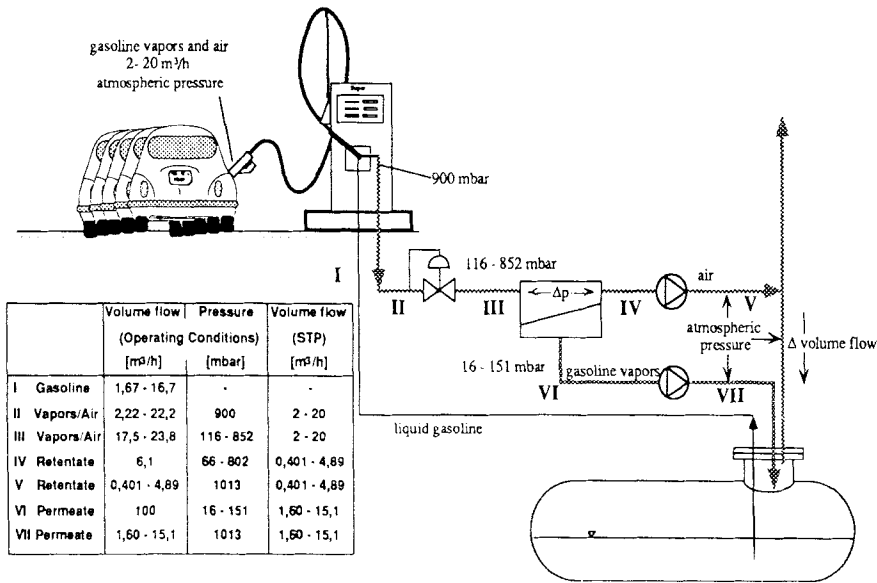 gasoline vapors and air
2- 20 m³/h
atmospheric pressure
Super
900 mbar
I
116 - 852 mbar
air
II
III
Δp
IV
V
atmospheric
pressure
Δ volume flow
16 - 151 mbar
gasoline vapors
VI
VII
liquid gasoline
Volume flow Pressure Volume flow
(Operating Conditions) (STP)
[m³/h] [mbar] [m³/h]
I Gasoline 1,67 - 16,7 - -
II Vapors/Air 2,22 - 22,2 900 2 - 20
III Vapors/Air 17,5 - 23,8 116 - 852 2 - 20
IV Retentate 6,1 66 - 802 0,401 - 4,89
V Retentate 0,401 - 4,89 1013 0,401 - 4,89
VI Permeate 100 16 - 151 1,60 - 15,1
VII Permeate 1,60 - 15,1 1013 1,60 - 15,1